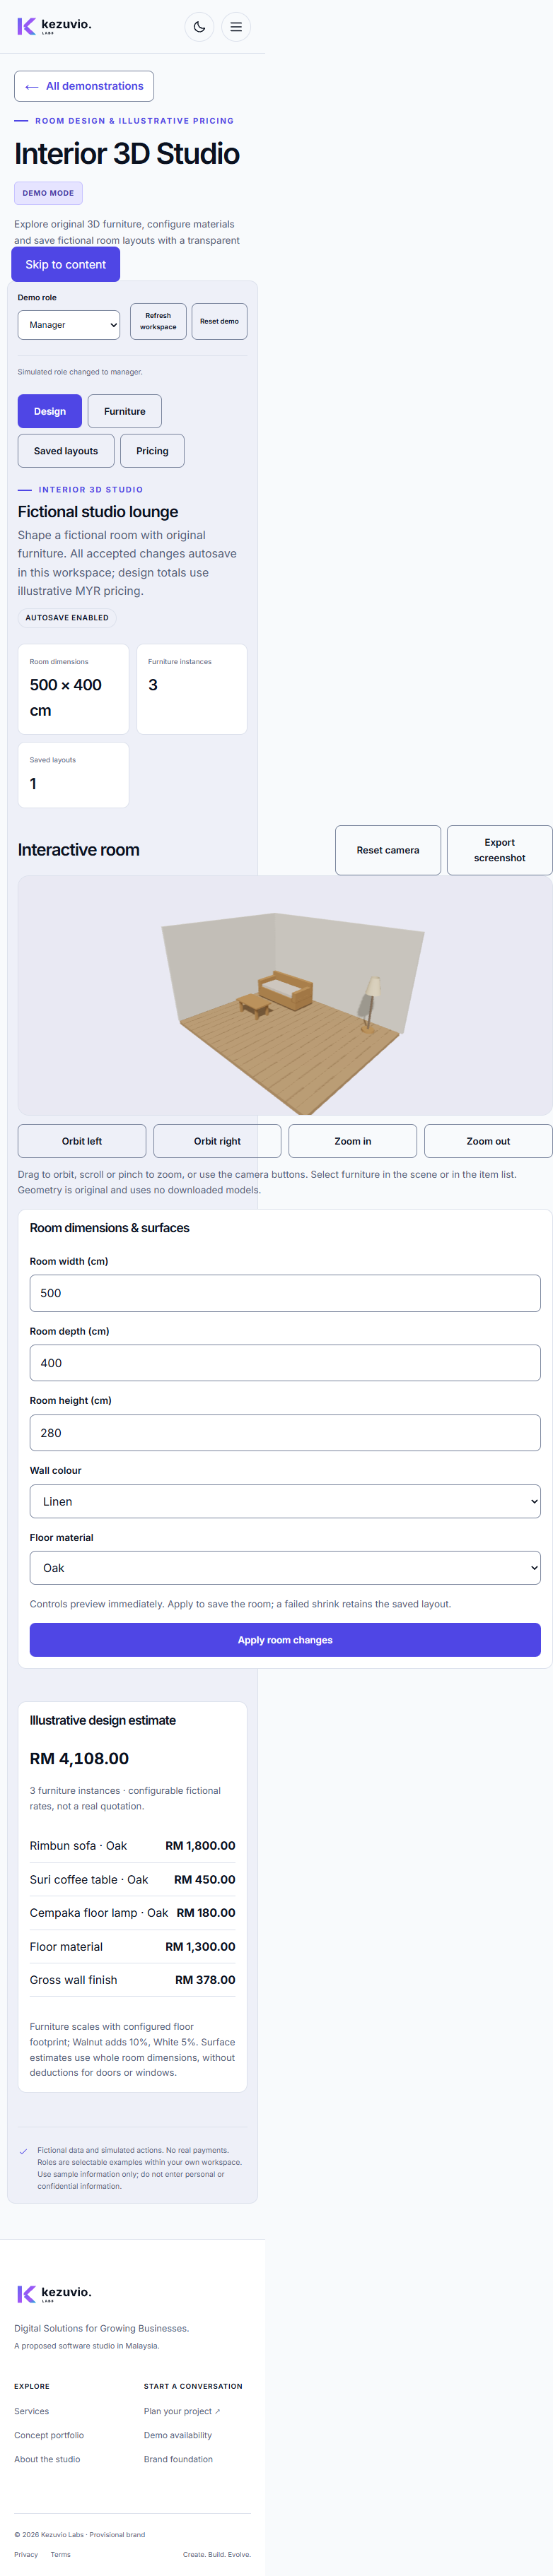 kezuvio.
LABS
← All demonstrations
ROOM DESIGN & ILLUSTRATIVE PRICING
Interior 3D Studio
DEMO MODE
Explore original 3D furniture, configure materials
and save fictional room layouts with a transparent
Skip to content
Demo role
Manager
Refresh
workspace
Reset demo
Simulated role changed to manager.
Design
Furniture
Saved layouts
Pricing
INTERIOR 3D STUDIO
Fictional studio lounge
Shape a fictional room with original
furniture. All accepted changes autosave
in this workspace; design totals use
illustrative MYR pricing.
AUTOSAVE ENABLED
Room dimensions
500 × 400
cm
Furniture instances
3
Saved layouts
1
Interactive room
Reset camera
Export
screenshot
Orbit left
Orbit right
Zoom in
Zoom out
Drag to orbit, scroll or pinch to zoom, or use the camera buttons. Select furniture in the scene or in the item list.
Geometry is original and uses no downloaded models.
Room dimensions & surfaces
Room width (cm)
500
Room depth (cm)
400
Room height (cm)
280
Wall colour
Linen
Floor material
Oak
Controls preview immediately. Apply to save the room; a failed shrink retains the saved layout.
Apply room changes
Illustrative design estimate
RM 4,108.00
3 furniture instances · configurable fictional
rates, not a real quotation.
Rimbun sofa · Oak RM 1,800.00
Suri coffee table · Oak RM 450.00
Cempaka floor lamp · Oak RM 180.00
Floor material RM 1,300.00
Gross wall finish RM 378.00
Furniture scales with configured floor
footprint; Walnut adds 10%, White 5%. Surface
estimates use whole room dimensions, without
deductions for doors or windows.
Fictional data and simulated actions. No real payments.
Roles are selectable examples within your own workspace.
Use sample information only; do not enter personal or
confidential information.
kezuvio.
LABS
Digital Solutions for Growing Businesses.
A proposed software studio in Malaysia.
EXPLORE
Services
Concept portfolio
About the studio
START A CONVERSATION
Plan your project ↗
Demo availability
Brand foundation
© 2026 Kezuvio Labs · Provisional brand
Privacy Terms Create. Build. Evolve.